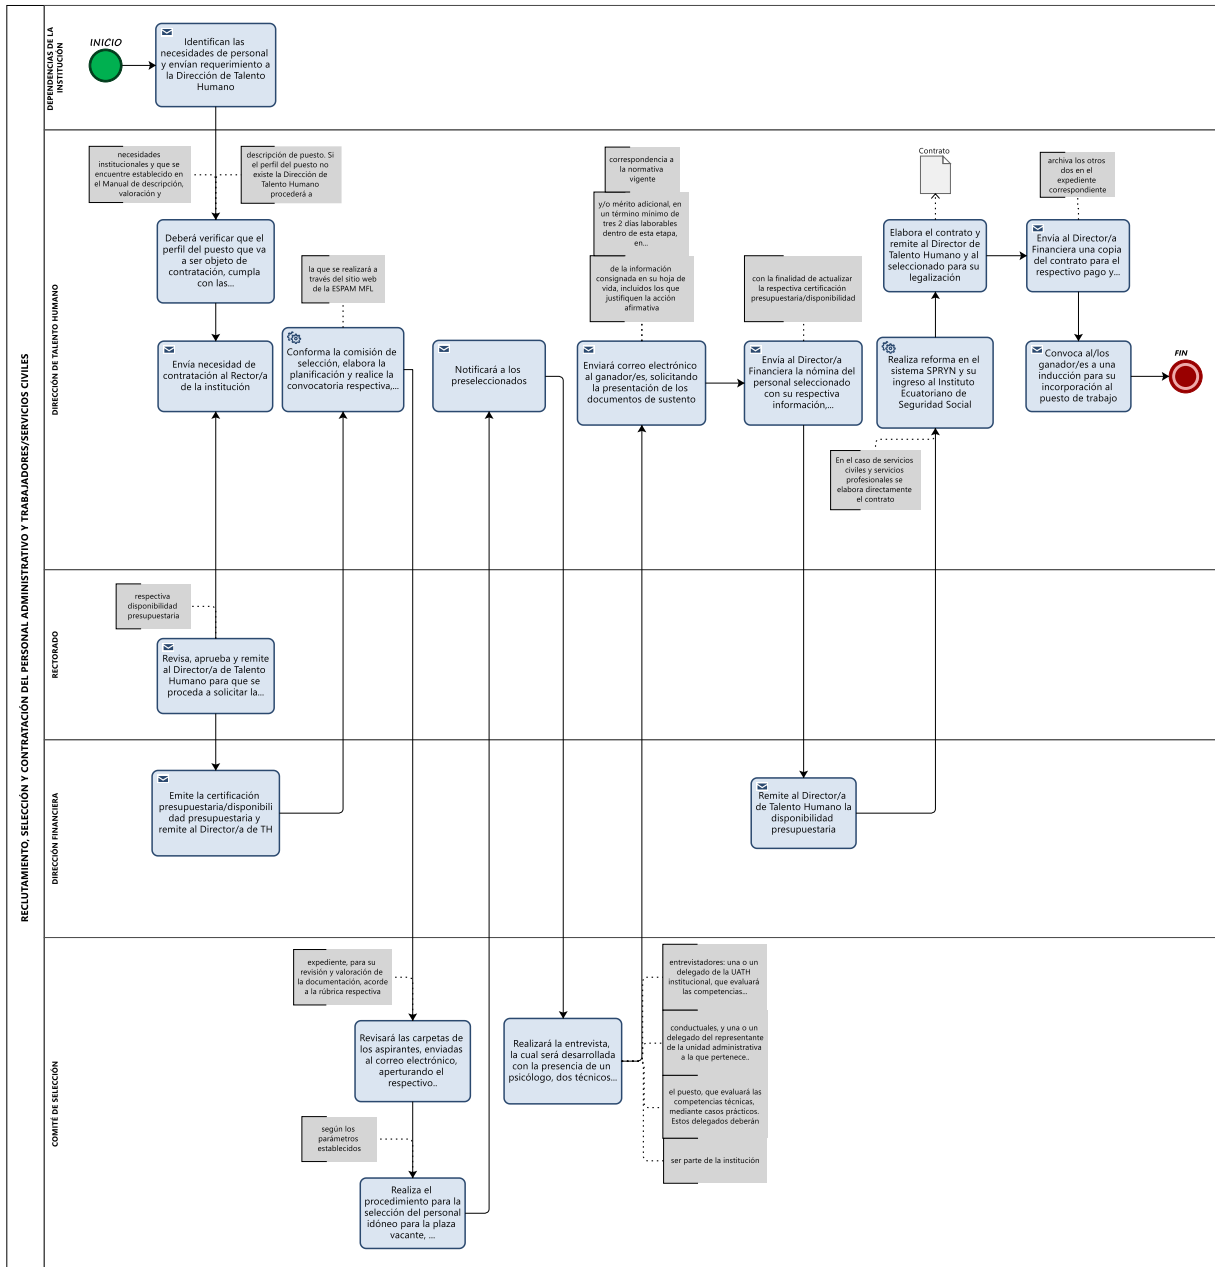 RECLUTAMIENTO, SELECCIÓN Y CONTRATACIÓN DEL PERSONAL ADMINISTRATIVO Y TRABAJADORES/SERVICIOS CIVILES
DEPENDENCIAS DE LA
INSTITUCIÓN
INICIO
Identifican las
necesidades de personal
y envían requerimiento a
la Dirección de Talento
Humano
DIRECCIÓN DE TALENTO HUMANO
necesidades
institucionales y que se
encuentre establecido en
el Manual de descripción,
valoración y
descripción de puesto. Si
el perfil del puesto no
existe la Dirección de
Talento Humano
procederá a
Deberá verificar que el
perfil del puesto que va
a ser objeto de
contratación, cumpla
con las...
Envía necesidad de
contratación al Rector/a
de la institución
la que se realizará a
través del sitio web
de la ESPAM MFL
Conforma la comisión de
selección, elabora la
planificación y realice la
convocatoria respectiva,...
Notificará a los
preseleccionados
correspondencia a
la normativa
vigente
y/o mérito adicional, en
un término mínimo de
tres 2 días laborables
dentro de esta etapa,
en...
de la información
consignada en su hoja de
vida, incluidos los que
justifiquen la acción
afirmativa
Enviará correo electrónico
al ganador/es, solicitando
la presentación de los
documentos de sustento
con la finalidad de actualizar
la respectiva certificación
presupuestaria/disponibilidad
Envía al Director/a
Financiera la nómina del
personal seleccionado
con su respectiva
información,...
Contrato
Elabora el contrato y
remite al Director de
Talento Humano y al
seleccionado para su
legalización
Realiza reforma en el
sistema SPRYN y su
ingreso al Instituto
Ecuatoriano de
Seguridad Social
En el caso de servicios
civiles y servicios
profesionales se
elabora directamente
el contrato
archiva los otros
dos en el
expediente
correspondiente
Envía al Director/a
Financiera una copia
del contrato para el
respectivo pago y...
Convoca al/los
ganador/es a una
inducción para su
incorporación al
puesto de trabajo
FIN
RECTORADO
respectiva
disponibilidad
presupuestaria
Revisa, aprueba y remite
al Director/a de Talento
Humano para que se
proceda a solicitar la...
DIRECCIÓN FINANCIERA
Emite la certificación
presupuestaria/disponibili
dad presupuestaria y
remite al Director/a de TH
Remite al Director/a
de Talento Humano la
disponibilidad
presupuestaria
COMITÉ DE SELECCIÓN
expediente, para su
revisión y valoración de
la documentación, acorde
a la rúbrica respectiva
Revisará las carpetas de
los aspirantes, enviadas
al correo electrónico,
aperturando el
respectivo..
según los
parámetros
establecidos
Realiza el
procedimiento para la
selección del personal
idóneo para la plaza
vacante, ...
Realizará la entrevista,
la cual será desarrollada
con la presencia de un
psicólogo, dos técnicos...
entrevistadores: una o un
delegado de la UATH
institucional, que evaluará
las competencias...
conductuales, y una o un
delegado del representante
de la unidad administrativa
a la que pertenece..
el puesto, que evaluará las
competencias técnicas,
mediante casos prácticos.
Estos delegados deberán
ser parte de la institución